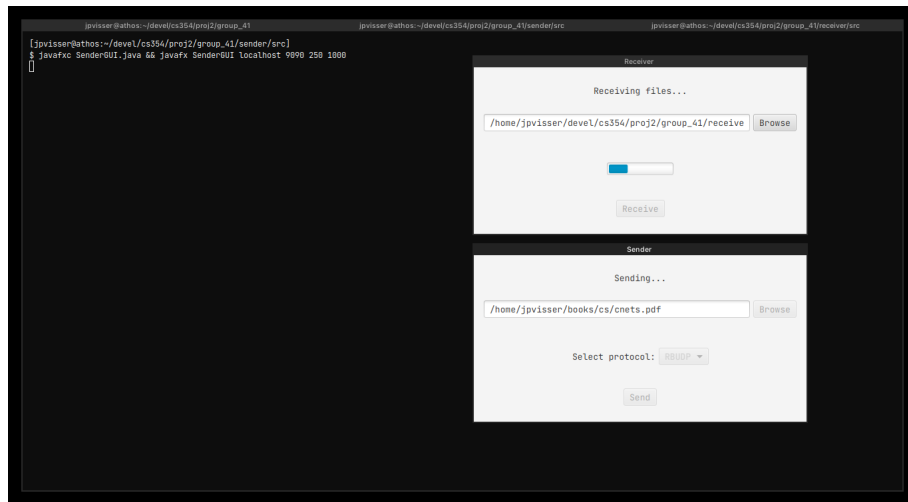 jpvisser@athos:~/devel/cs354/proj2/group_41
jpvisser@athos:~/devel/cs354/proj2/group_41/sender/src
jpvisser@athos:~/devel/cs354/proj2/group_41/receiver/src
[jpvisser@athos:~/devel/cs354/proj2/group_41/sender/src]
$ javafxc SenderGUI.java && javafx SenderGUI localhost 9090 250 1000
Receiver
Receiving files...
/home/jpvisser/devel/cs354/proj2/group_41/receive
Browse
Receive
Sender
Sending...
/home/jpvisser/books/cs/cnets.pdf
Browse
Select protocol: RBUDP
Send